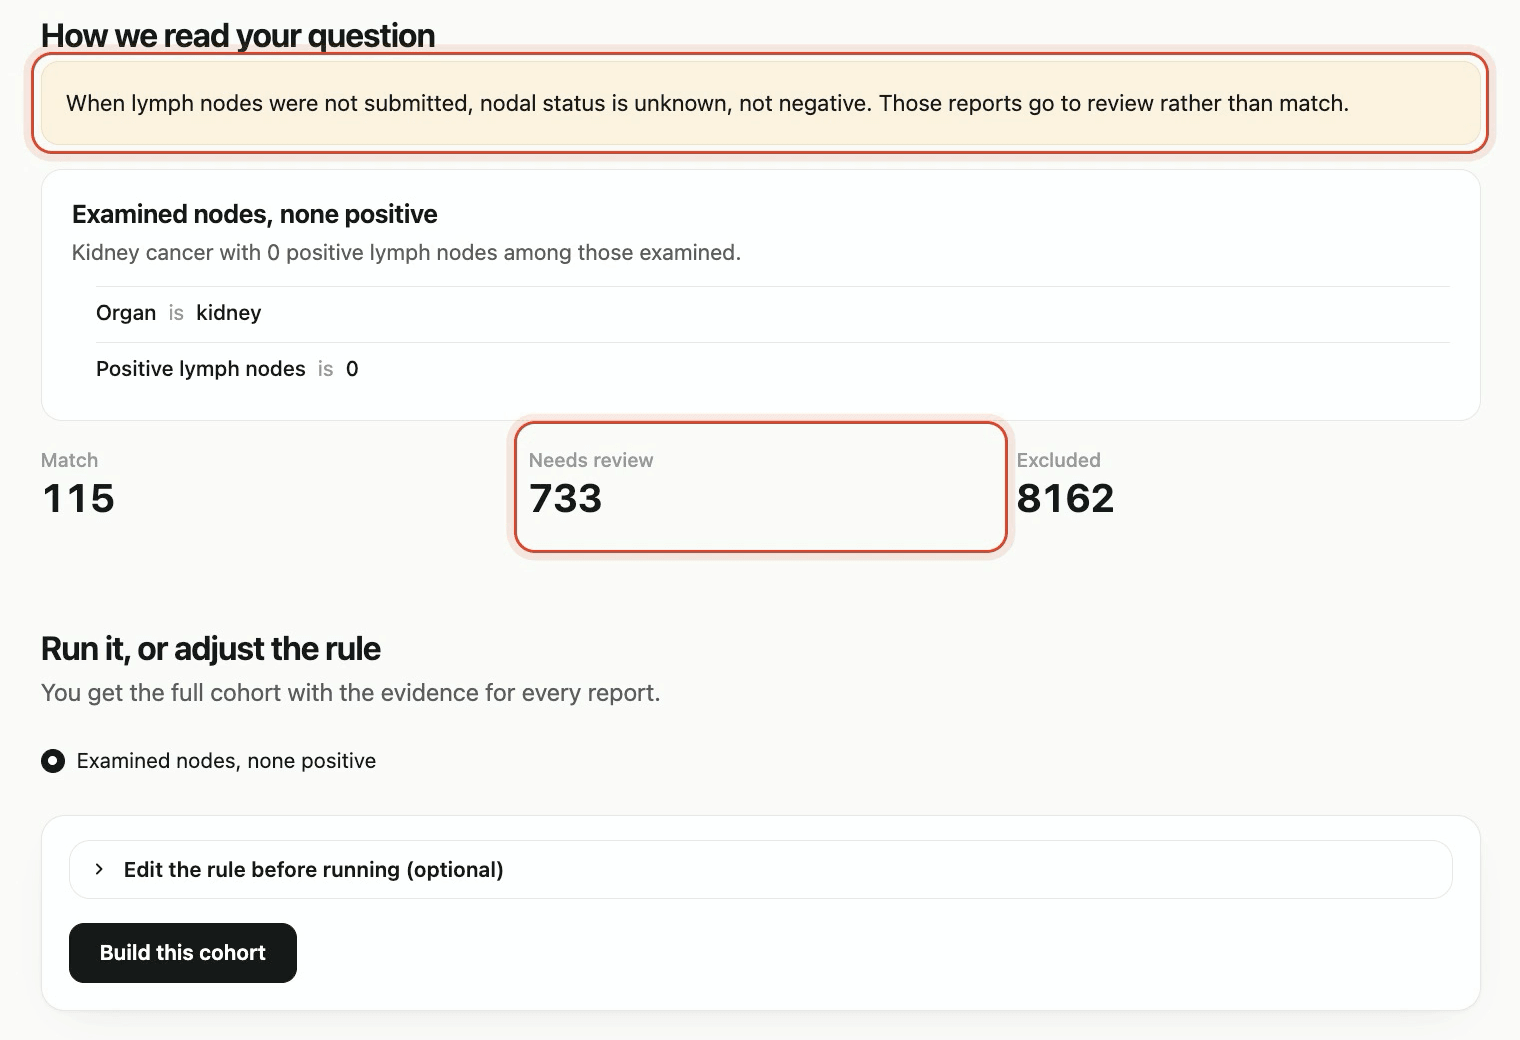 How we read your question
When lymph nodes were not submitted, nodal status is unknown, not negative. Those reports go to review rather than match.
Examined nodes, none positive
Kidney cancer with 0 positive lymph nodes among those examined.
Organ is kidney
Positive lymph nodes is 0
Match
115
Needs review
733
Excluded
8162
Run it, or adjust the rule
You get the full cohort with the evidence for every report.
Examined nodes, none positive
Edit the rule before running (optional)
Build this cohort